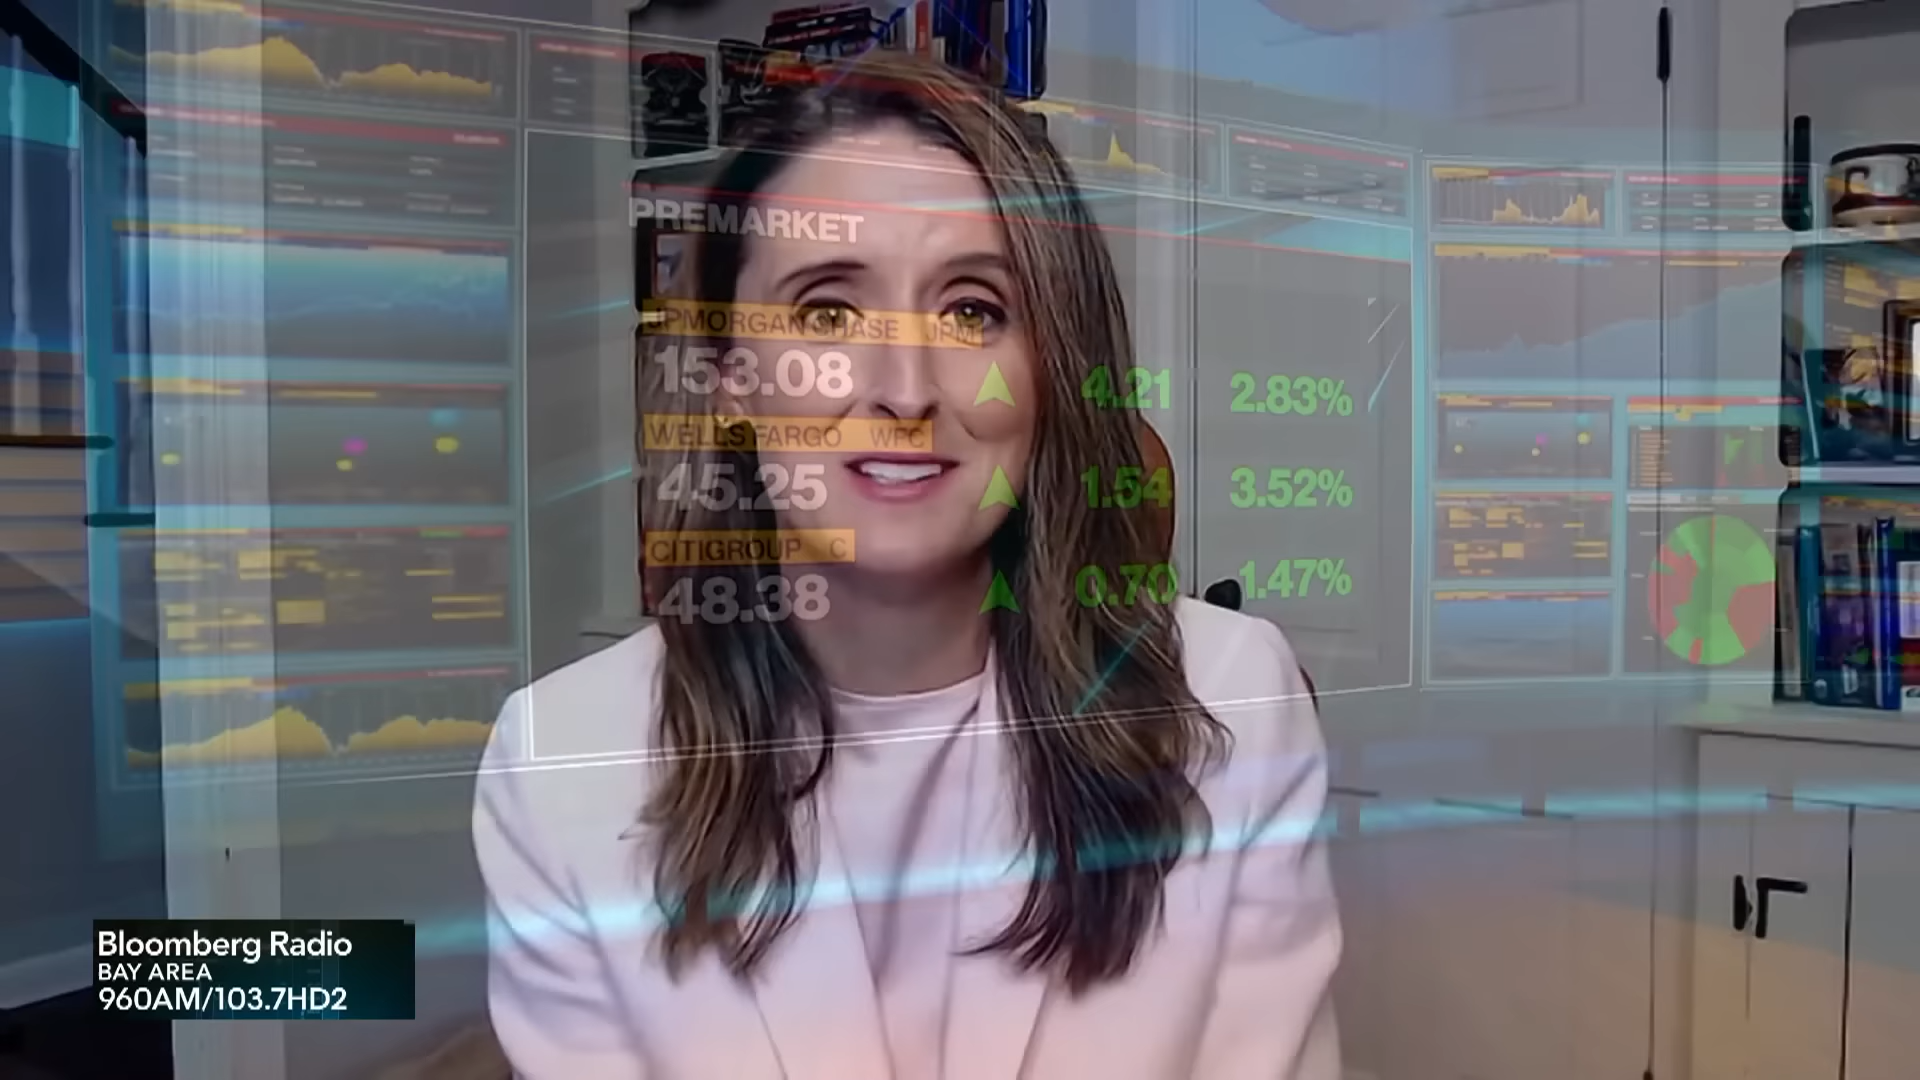 PREMARKET
JPMORGAN CHASE JPM
153.08 4.21 2.83%
WELLS FARGO WFC
45.25 1.54 3.52%
CITIGROUP C
48.38 0.70 1.47%
Bloomberg Radio
BAY AREA
960AM/103.7HD2